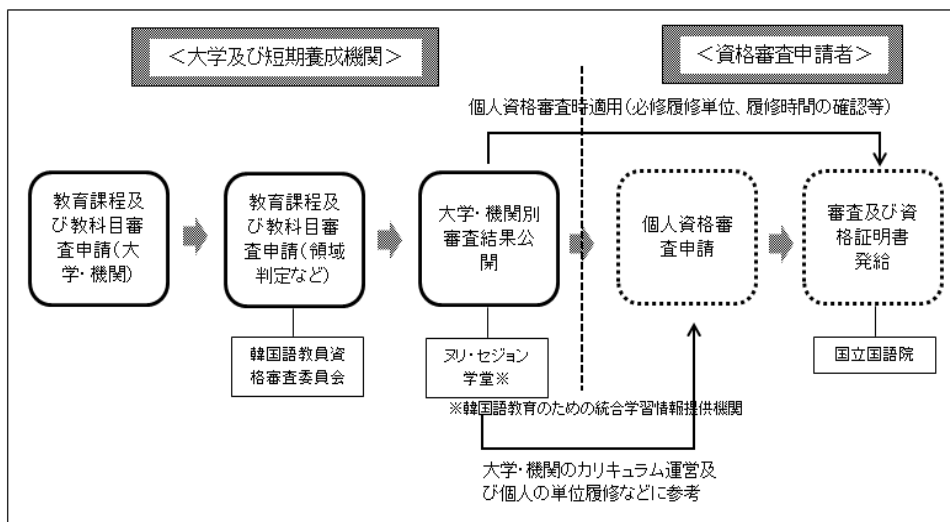 ＜大学及び短期養成機関＞
＜資格審査申請者＞
個人資格審査時適用（必修履修単位、履修時間の確認等）
教育課程及
び教科目審
査申請（大
学・機関）
教育課程及
び教科目審
査申請（領域
判定など）
大学・機関別
審査結果公
開
個人資格審
査申請
審査及び資
格証明書
発給
韓国語教員資
格審査委員会
ヌリ・セジョン
学堂※
国立国語院
※韓国語教育のための統合学習情報提供機関
大学・機関のカリキュラム運営及
び個人の単位履修などに参考